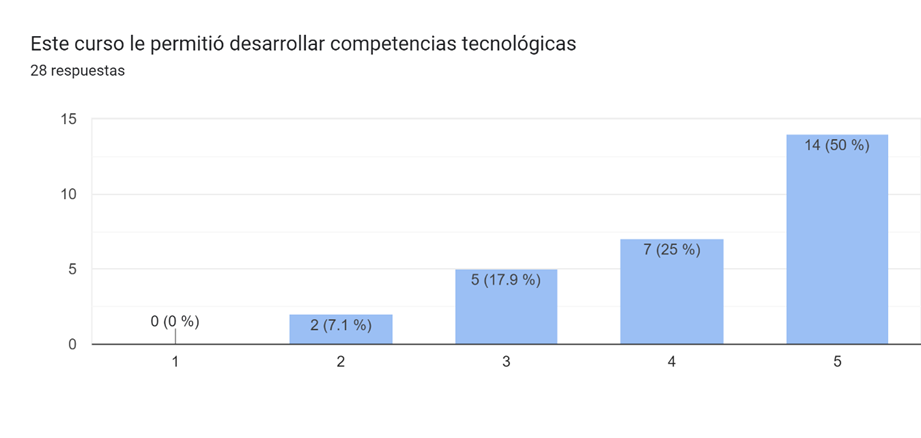 Este curso le permitió desarrollar competencias tecnológicas
28 respuestas
15
10
5
0
0 (0 %)
2 (7.1 %)
5 (17.9 %)
7 (25 %)
14 (50 %)
1
2
3
4
5